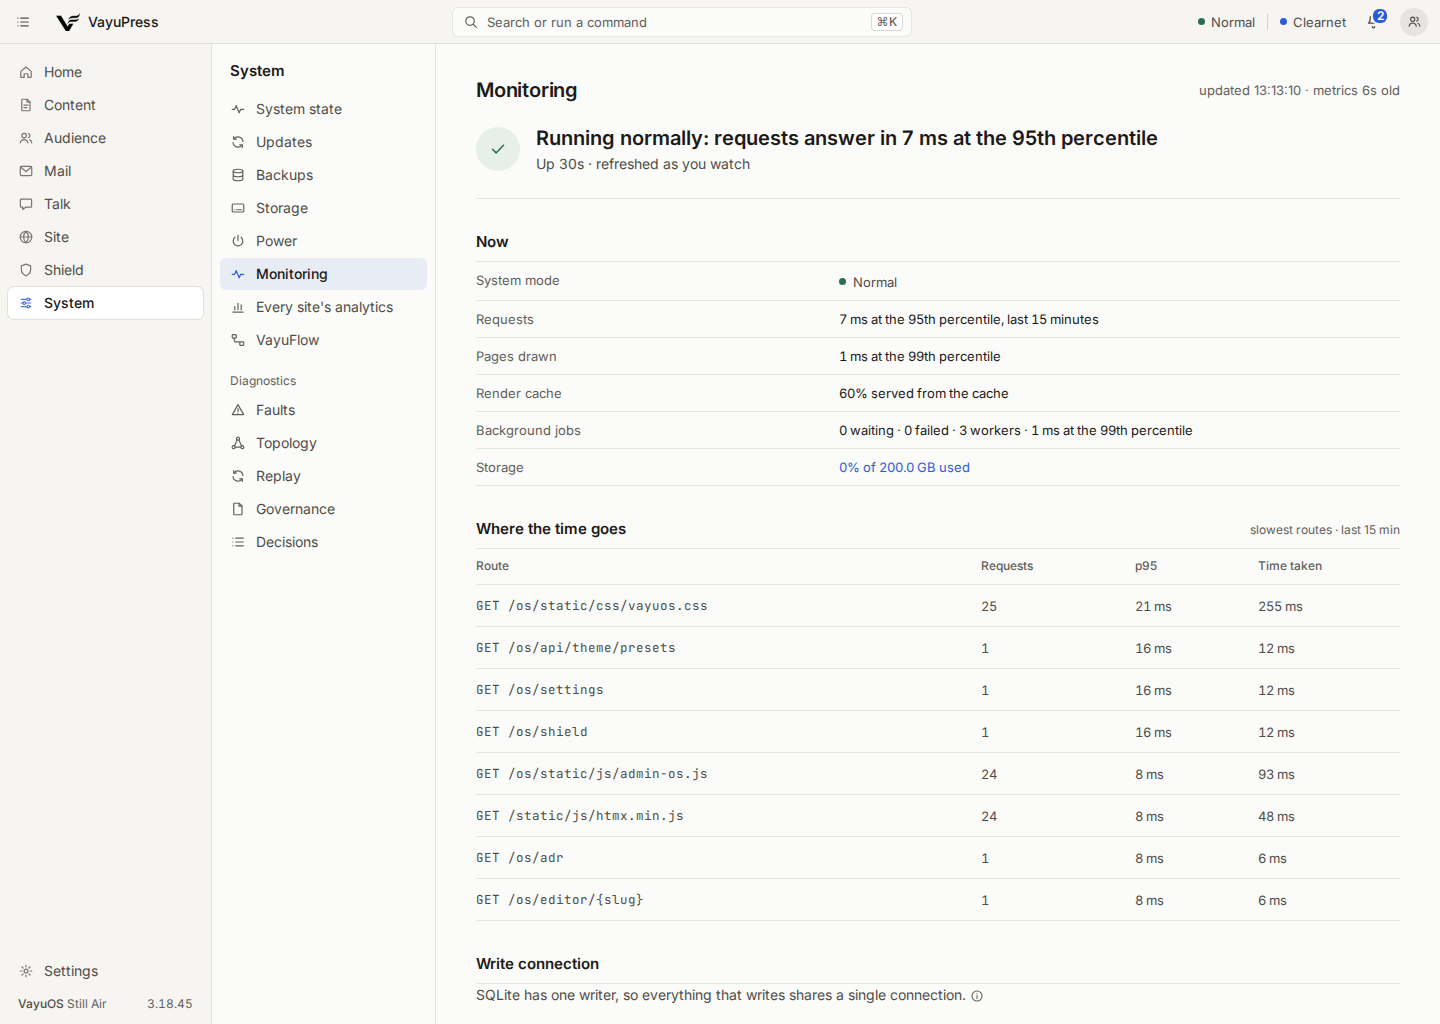 VayuPress
Search or run a command
⌘K
Normal
Clearnet
2
Home
Content
Audience
Mail
Talk
Site
Shield
System
Settings
VayuOS Still Air 3.18.45
System
System state
Updates
Backups
Storage
Power
Monitoring
Every site's analytics
VayuFlow
Diagnostics
Faults
Topology
Replay
Governance
Decisions
Monitoring
updated 13:13:10 · metrics 6s old
Running normally: requests answer in 7 ms at the 95th percentile
Up 30s · refreshed as you watch
Now
System mode Normal
Requests 7 ms at the 95th percentile, last 15 minutes
Pages drawn 1 ms at the 99th percentile
Render cache 60% served from the cache
Background jobs 0 waiting · 0 failed · 3 workers · 1 ms at the 99th percentile
Storage 0% of 200.0 GB used
Where the time goes slowest routes · last 15 min
Route Requests p95 Time taken
GET /os/static/css/vayuos.css 25 21 ms 255 ms
GET /os/api/theme/presets 1 16 ms 12 ms
GET /os/settings 1 16 ms 12 ms
GET /os/shield 1 16 ms 12 ms
GET /os/static/js/admin-os.js 24 8 ms 93 ms
GET /static/js/htmx.min.js 24 8 ms 48 ms
GET /os/adr 1 8 ms 6 ms
GET /os/editor/{slug} 1 8 ms 6 ms
Write connection
SQLite has one writer, so everything that writes shares a single connection.